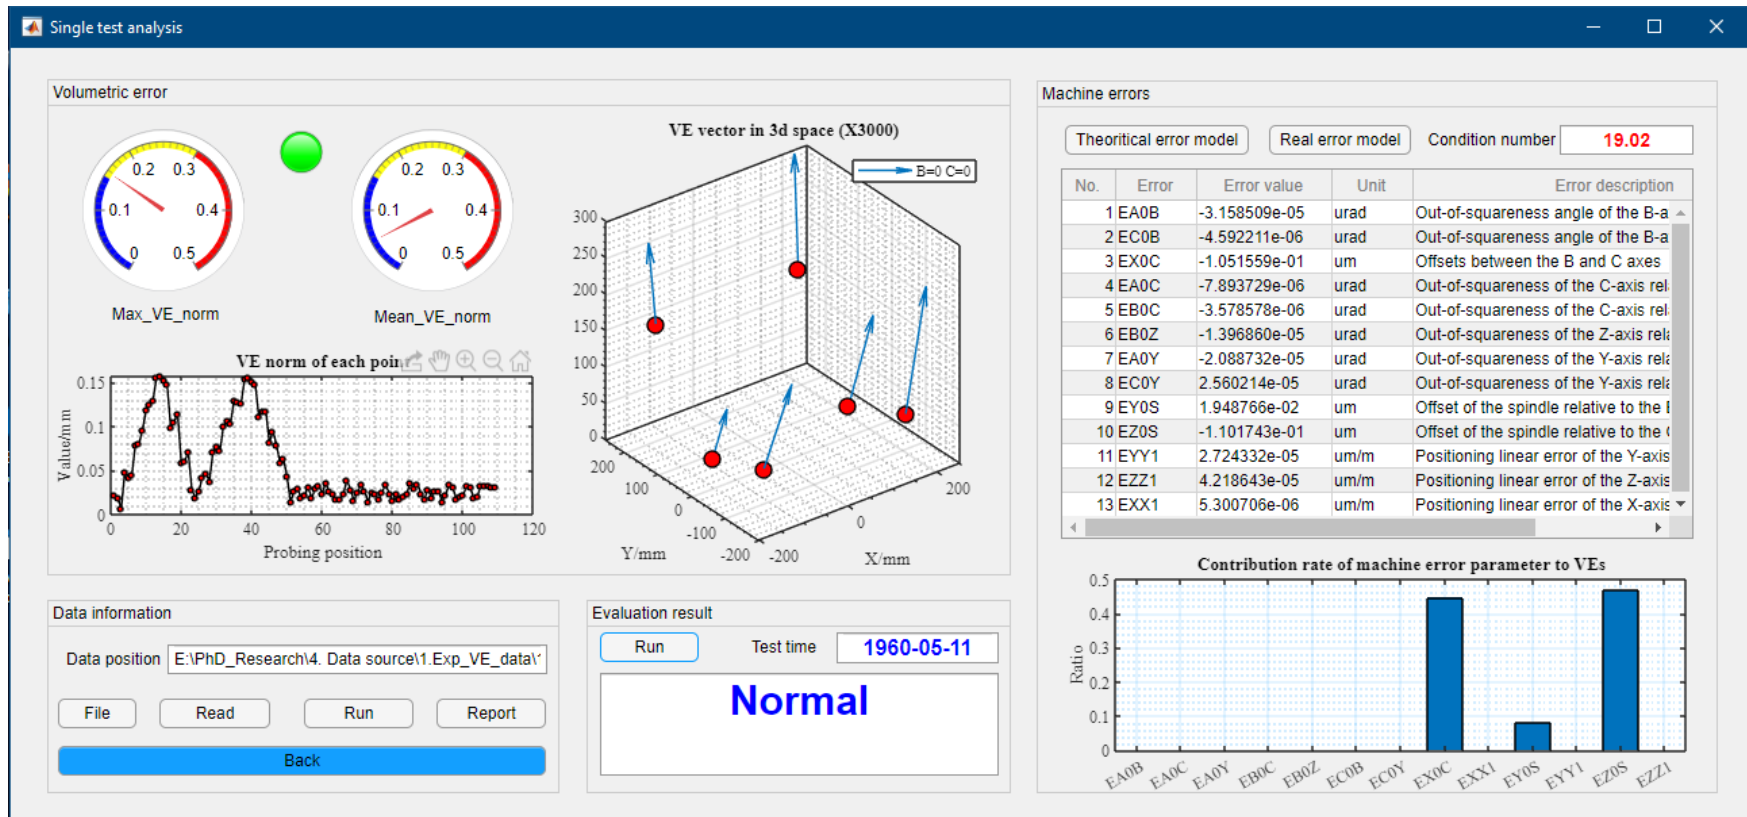 Single test analysis
Volumetric error
0 0.1 0.2 0.3 0.4 0.5
Max_VE_norm
0 0.1 0.2 0.3 0.4 0.5
Mean_VE_norm
VE norm of each
0.15
0.1
0.05
0
Value/mm
0 20 40 60 80 100 120
Probing position
VE vector in 3d space (X3000)
B=0 C=0
300
250
200
150
100
50
0
200 100 0 -100 -200
Y/mm
-200 0 200
X/mm
Machine errors
Theoritical error model Real error model Condition number 19.02
No. Error Error value Unit Error description
1 EA0B -3.158509e-05 urad Out-of-squareness angle of the B-a
2 EC0B -4.592211e-06 urad Out-of-squareness angle of the B-a
3 EX0C -1.051559e-01 um Offsets between the B and C axes
4 EA0C -7.893729e-06 urad Out-of-squareness of the C-axis rel
5 EB0C -3.578578e-06 urad Out-of-squareness of the C-axis rel
6 EB0Z -1.396860e-05 urad Out-of-squareness of the Z-axis rel
7 EA0Y -2.088732e-05 urad Out-of-squareness of the Y-axis rela
8 EC0Y 2.560214e-05 urad Out-of-squareness of the Y-axis rela
9 EY0S 1.948766e-02 um Offset of the spindle relative to the
10 EZ0S -1.101743e-01 um Offset of the spindle relative to the
11 EYY1 2.724332e-05 um/m Positioning linear error of the Y-axis
12 EZZ1 4.218643e-05 um/m Positioning linear error of the Z-axis
13 EXX1 5.300706e-06 um/m Positioning linear error of the X-axis
Contribution rate of machine error parameter to VEs
0.5
0.4
0.3
0.2
0.1
0
Ratio
EA0B EA0C EA0Y EB0C EB0Z EC0B EC0Y EX0C EXX1 EY0S EYY1 EZ0S EZZ1
Data information
Data position E:\PhD_Research\4. Data source\1.Exp_VE_data\
File Read Run Report
Back
Evaluation result
Run Test time 1960-05-11
Normal